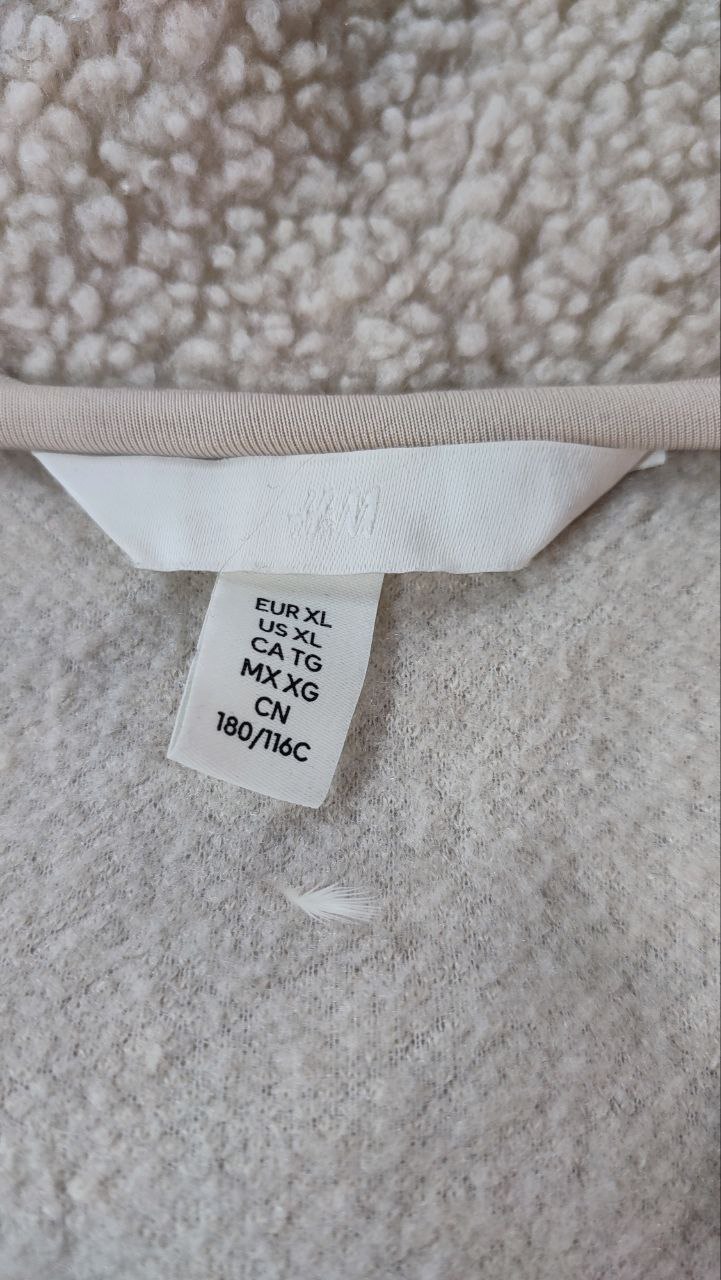 H&M
EUR XL
US XL
CA TG
MX XG
CN
180/116C